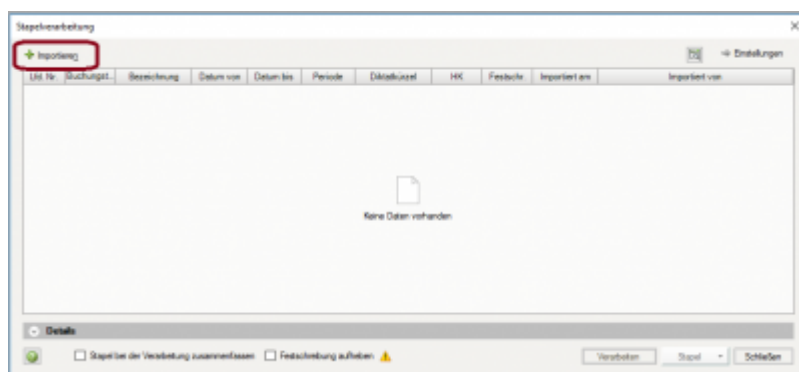 Stapelverarbeitung
Importieren
Einstellungen
Lfd. Nr. Buchungst... Bezeichnung Datum von Datum bis Periode Diktatkürzel HK Festschr. Importiert am Importiert von
Keine Daten vorhanden
Details
Stapel bei der Verarbeitung zusammenfassen Festschreibung aufheben
Verarbeiten Stapel Schließen